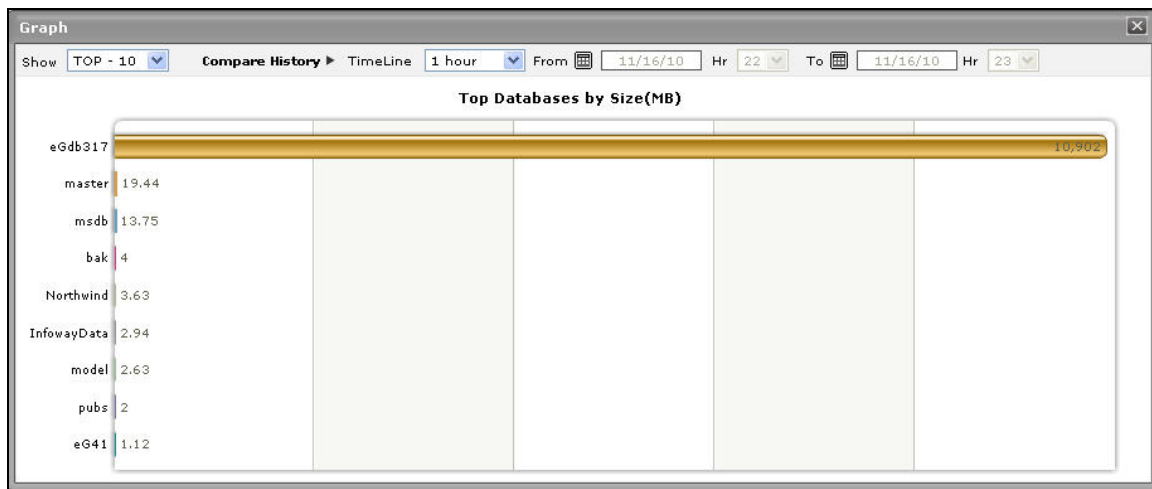 Graph
Show TOP - 10 Compare History TimeLine 1 hour From 11/16/10 Hr 22 To 11/16/10 Hr 23
Top Databases by Size(MB)
eGdb317 10,902
master 19.44
msdb 13.75
bak 4
Northwind 3.63
InfowayData 2.94
model 2.63
pubs 2
eG41 1.12